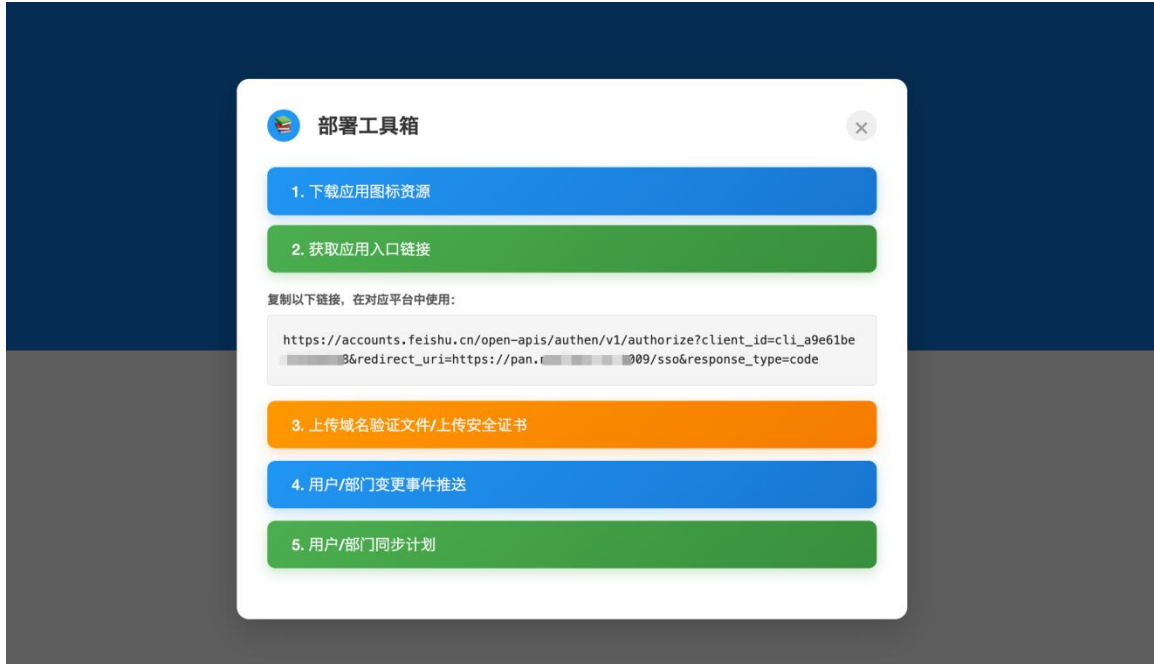 部署工具箱
1. 下载应用图标资源
2. 获取应用入口链接
复制以下链接，在对应平台中使用：
https://accounts.feishu.cn/open-apis/authen/v1/authorize?client_id=cli_a9e61be
8&redirect_uri=https://pan. 009/sso&response_type=code
3. 上传域名验证文件/上传安全证书
4. 用户/部门变更事件推送
5. 用户/部门同步计划